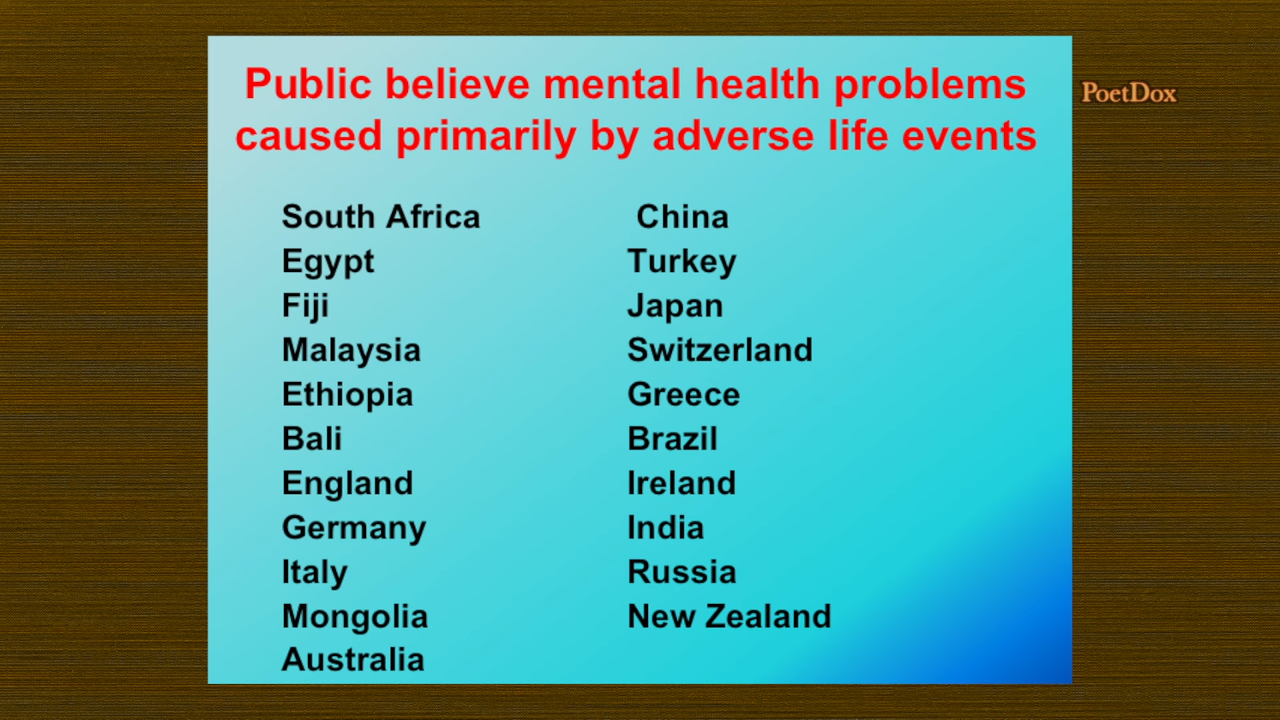 Public believe mental health problems
caused primarily by adverse life events
PoetDox
South Africa
Egypt
Fiji
Malaysia
Ethiopia
Bali
England
Germany
Italy
Mongolia
Australia
China
Turkey
Japan
Switzerland
Greece
Brazil
Ireland
India
Russia
New Zealand